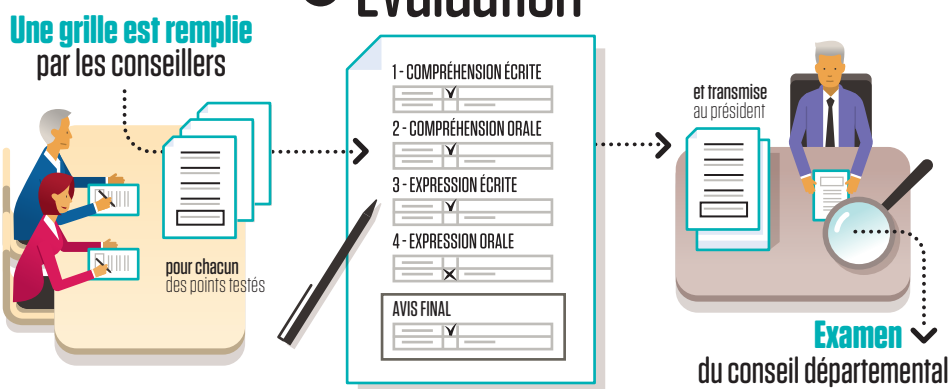 Évaluation
Une grille est remplie
par les conseillers
pour chacun
des points testés
1 - COMPRÉHENSION ÉCRITE
2 - COMPRÉHENSION ORALE
3 - EXPRESSION ÉCRITE
4 - EXPRESSION ORALE
AVIS FINAL
et transmise
au président
Examen
du conseil départemental